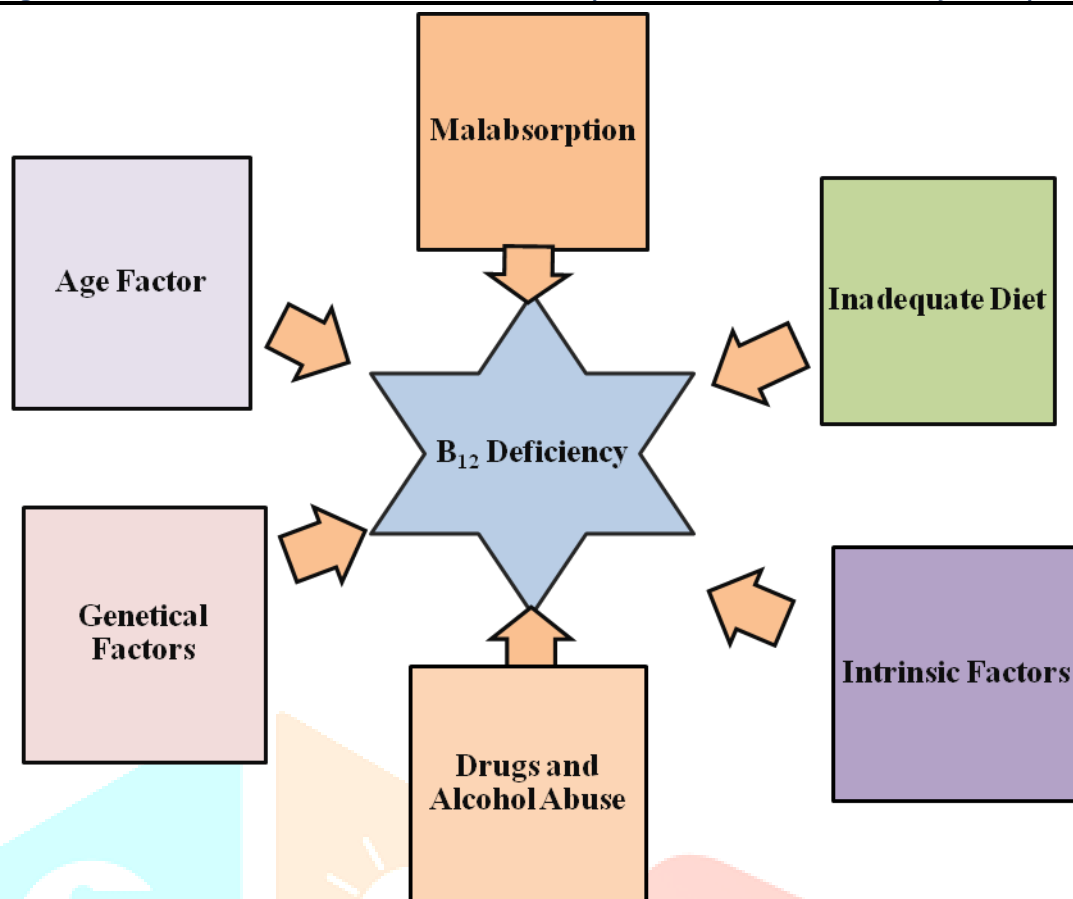 Malabsorption
Age Factor
Inadequate Diet
B₁₂ Deficiency
Genetical
Factors
Intrinsic Factors
Drugs and
Alcohol Abuse